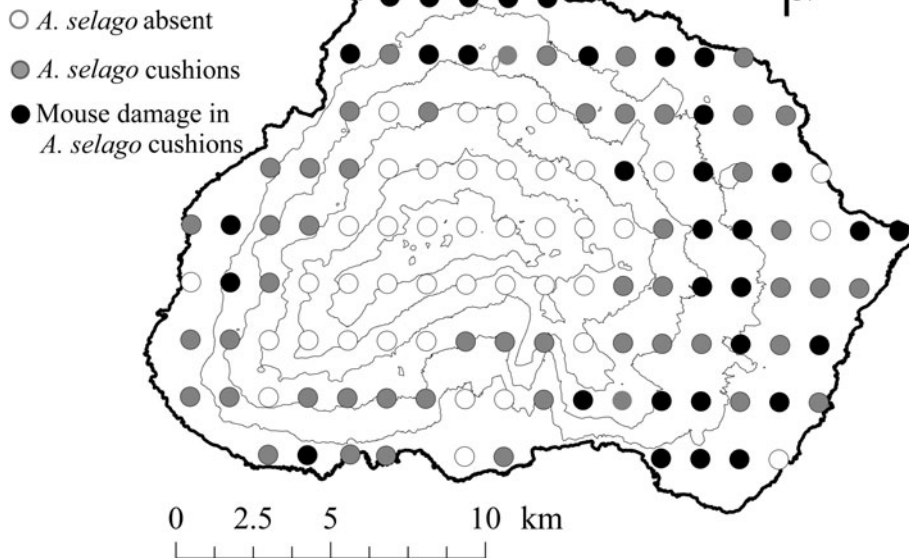 A. selago absent
A. selago cushions
Mouse damage in
A. selago cushions
0 2.5 5 10 km